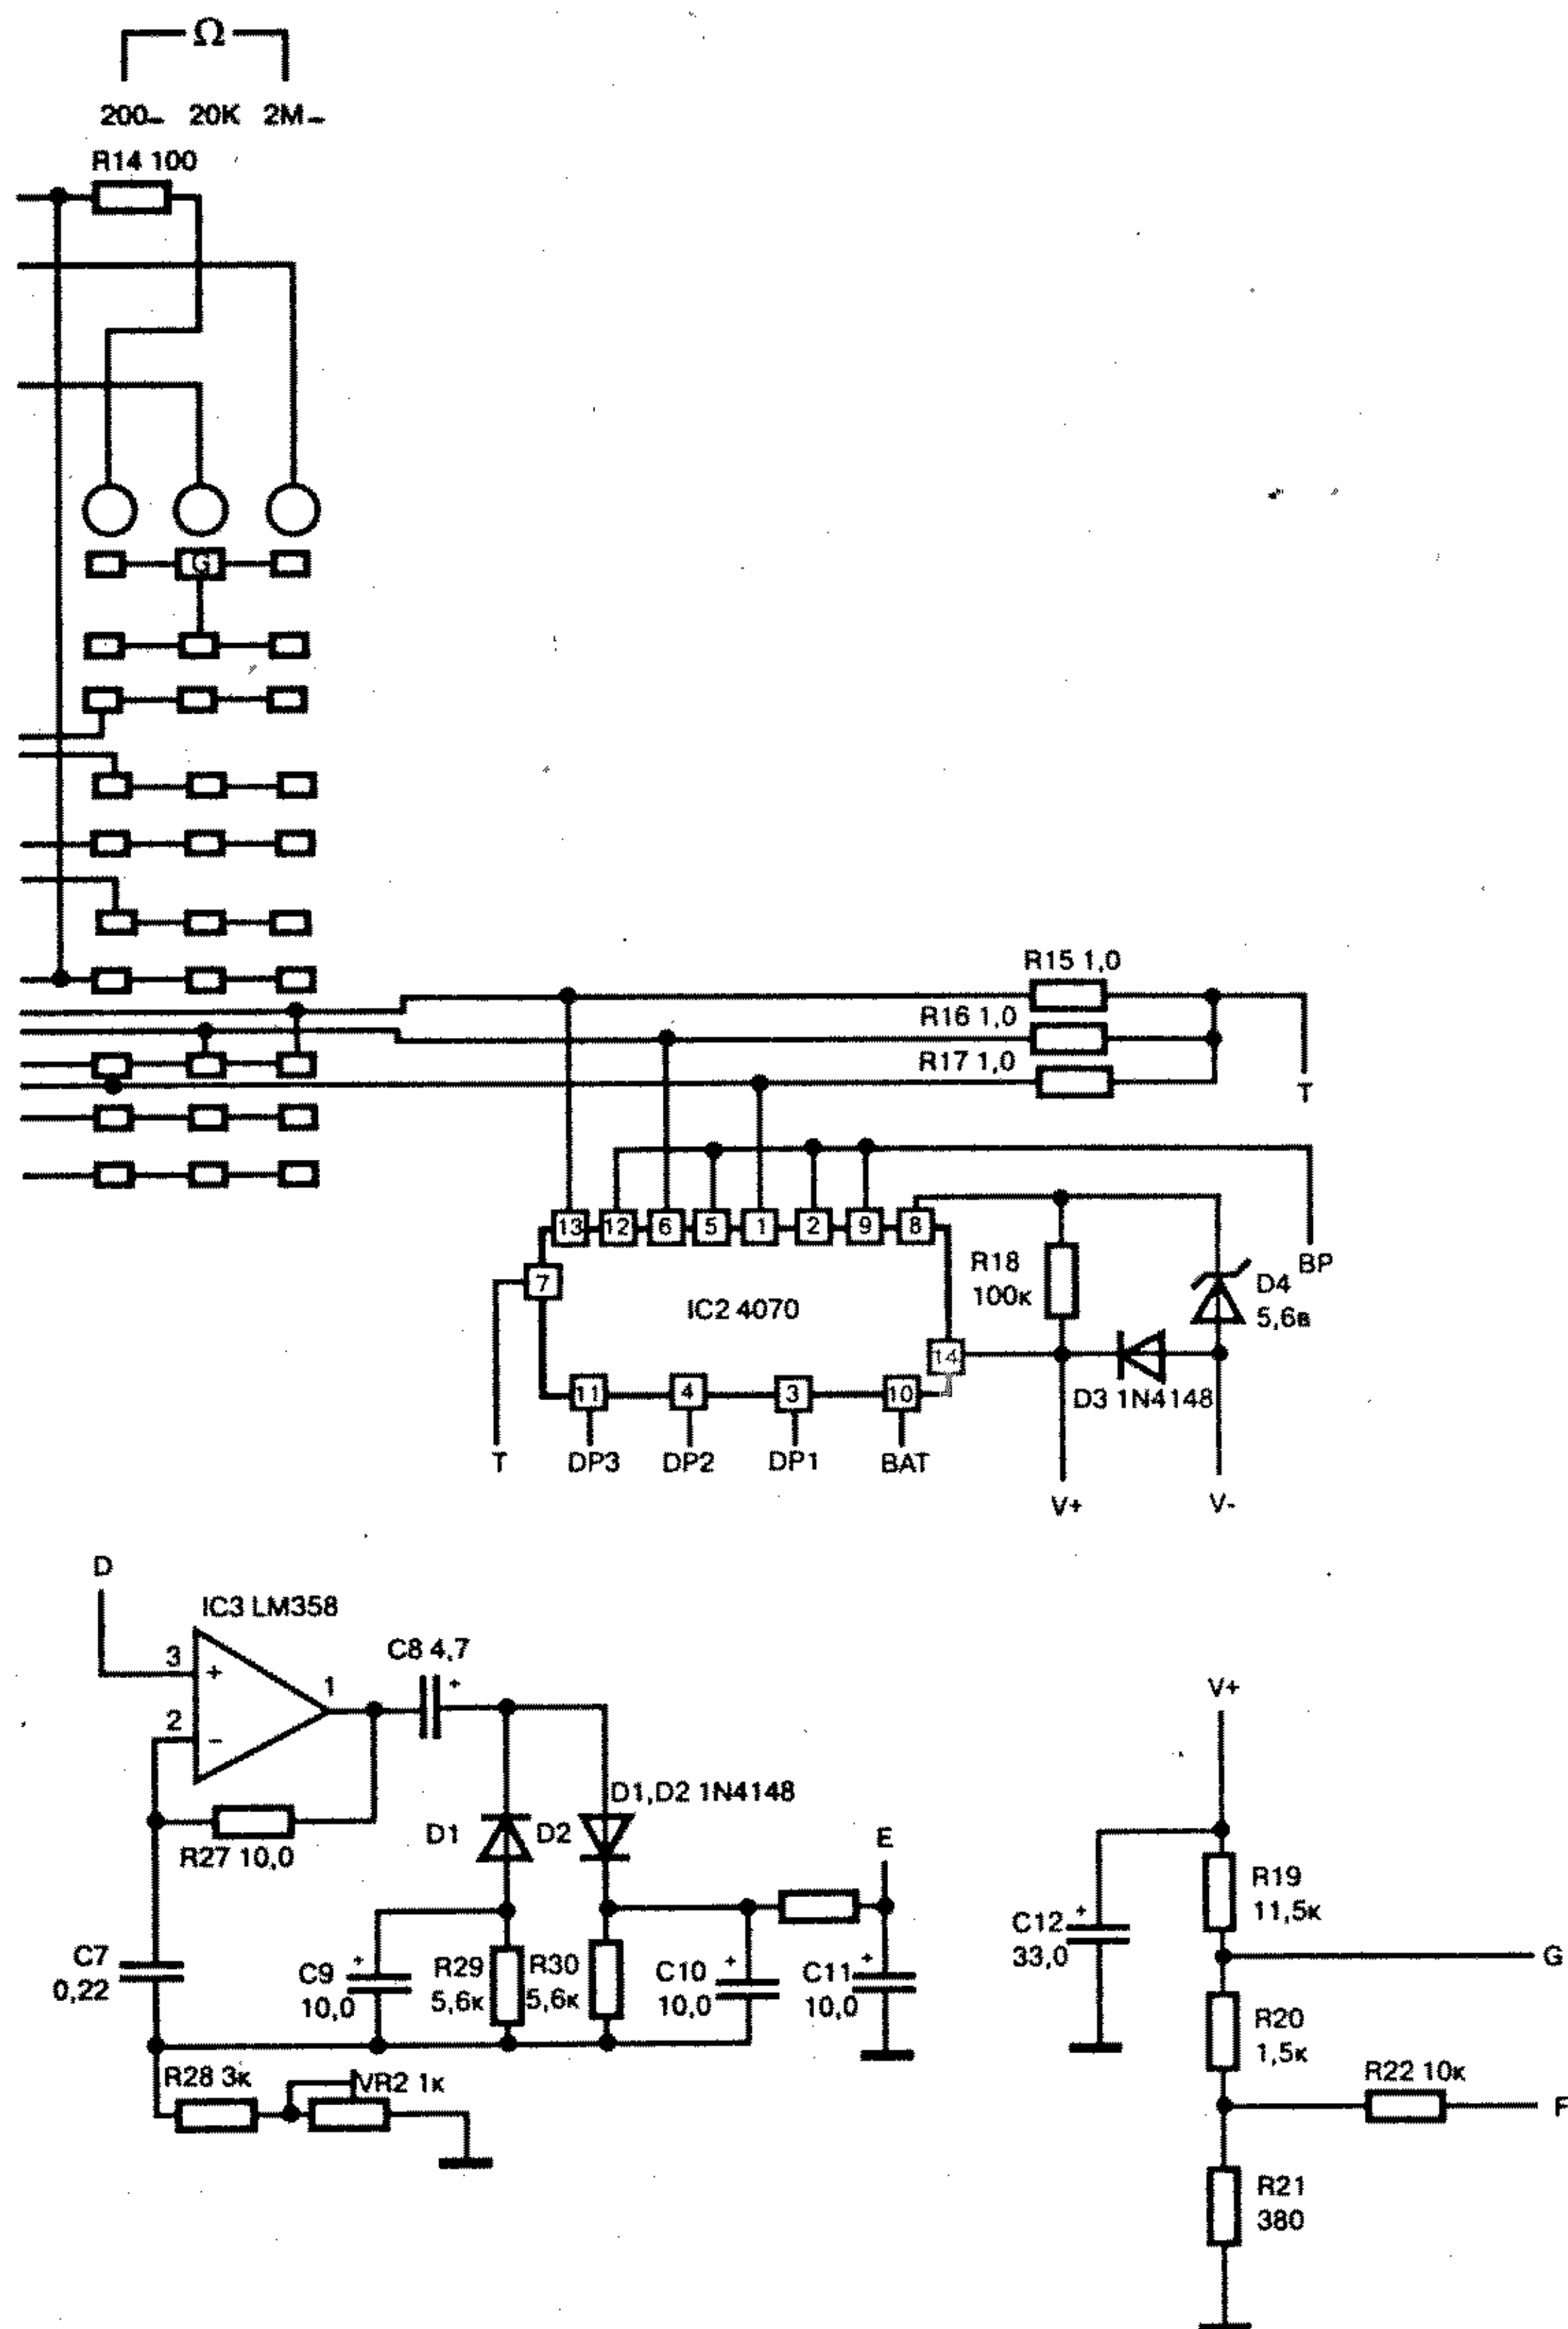 Ω
200– 20K 2M–
R14 100
G
R15 1,0
R16 1,0
R17 1,0
T
13 12 6 5 1 2 9 8
BP
7
R18
100к
D4
5,6в
IC2 4070
14
D3 1N4148
11 4 3 10
T DP3 DP2 DP1 BAT
V+ V-
D
IC3 LM358
3 + 1
2 –
C8 4,7
+
V+
D1,D2 1N4148
D1 D2
R27 10,0
E
R19
11,5к
C12 +
33,0
G
C7
0,22
C9 +
10,0
R29
5,6к
R30
5,6к
C10 +
10,0
C11 +
10,0
R20
1,5к
R28 3к VR2 1к
R22 10к
F
R21
380